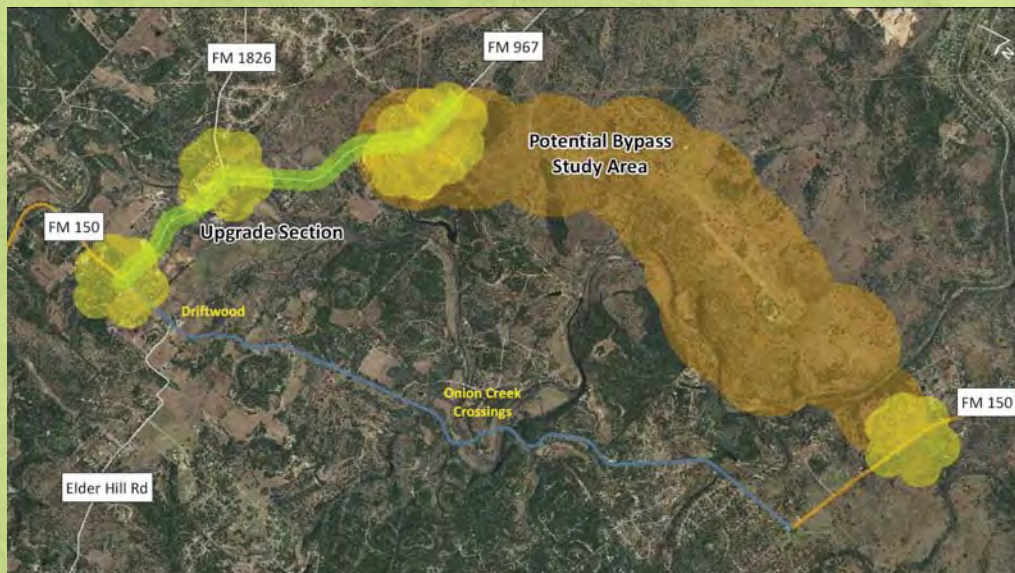 FM 1826
FM 967
Potential Bypass
Study Area
FM 150
Upgrade Section
Driftwood
Onion Creek
Crossings
FM 150
Elder Hill Rd
N